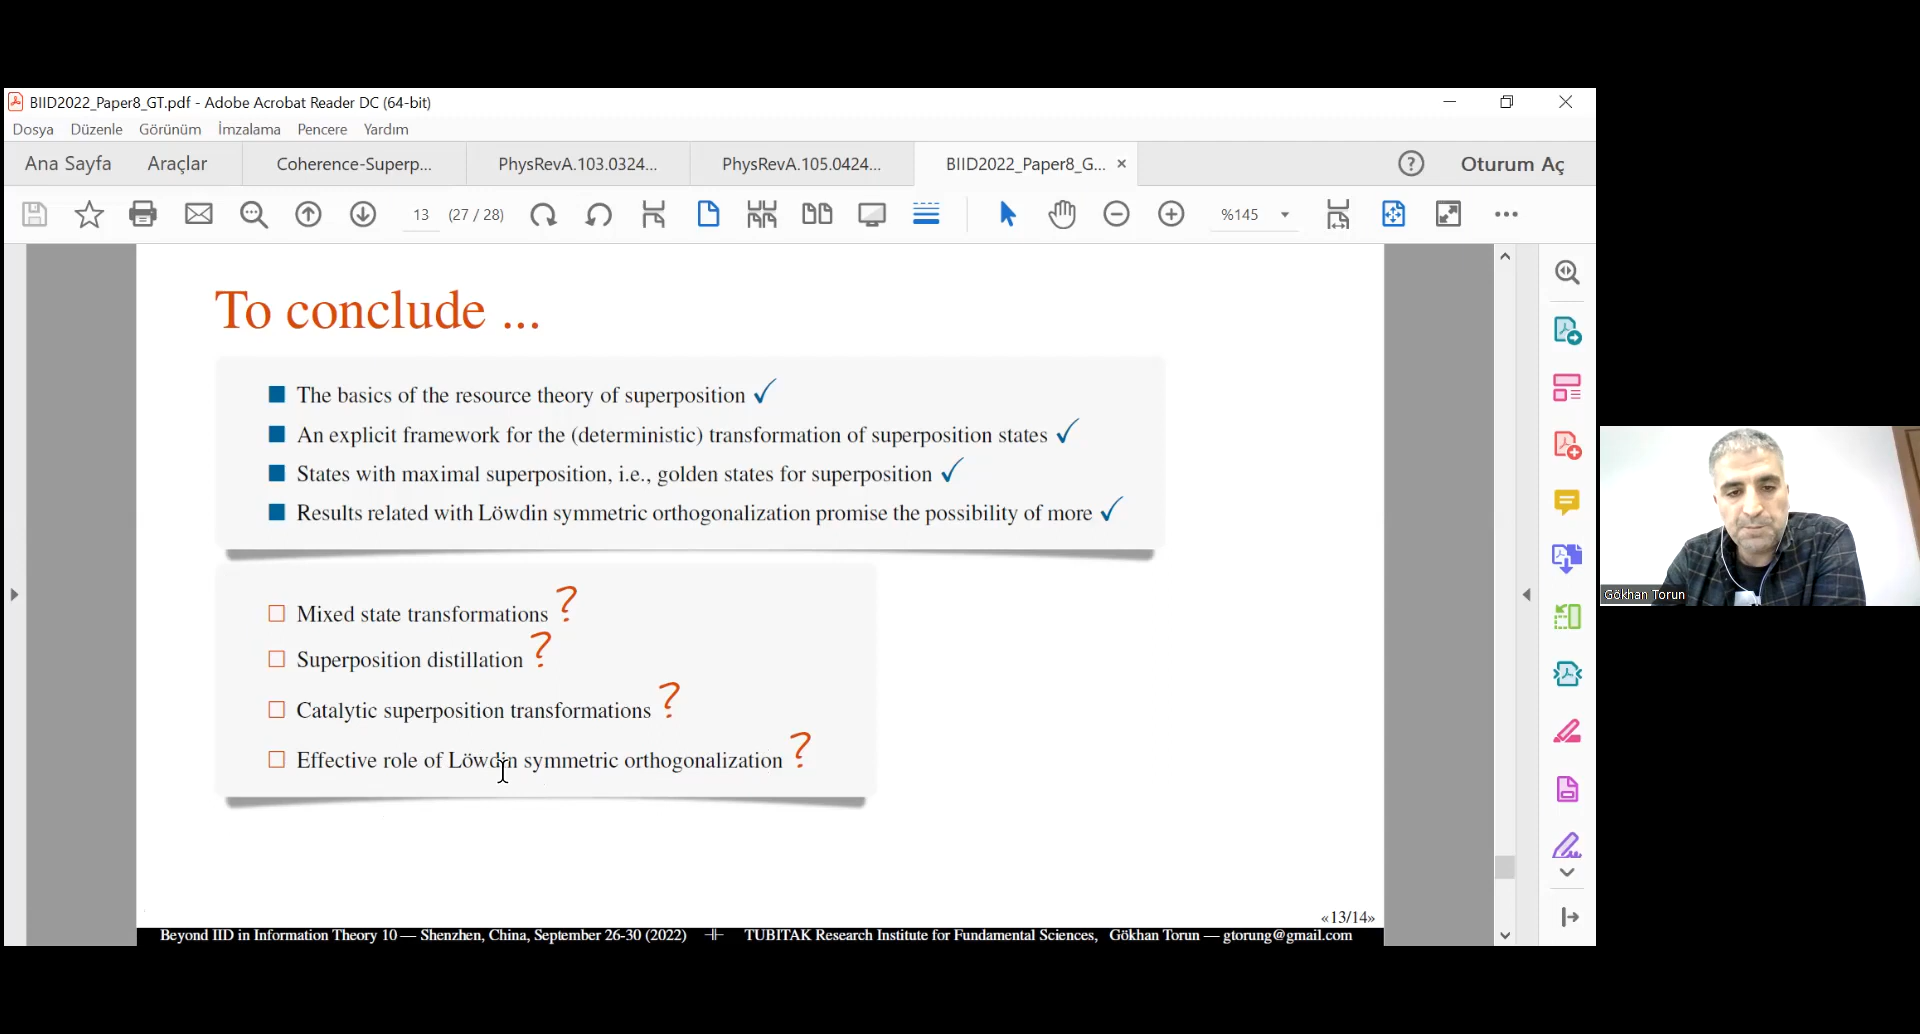 BIID2022_Paper8_GT.pdf - Adobe Acrobat Reader DC (64-bit)
Dosya Düzenle Görünüm İmzalama Pencere Yardım
Ana Sayfa Araçlar Coherence-Superp... PhysRevA.103.0324... PhysRevA.105.0424... BIID2022_Paper8_G... × ? Oturum Aç
13 (27 / 28) %145
To conclude ...
The basics of the resource theory of superposition ✓
An explicit framework for the (deterministic) transformation of superposition states ✓
States with maximal superposition, i.e., golden states for superposition ✓
Results related with Löwdin symmetric orthogonalization promise the possibility of more ✓
Mixed state transformations ?
Superposition distillation ?
Catalytic superposition transformations ?
Effective role of Löwdin symmetric orthogonalization ?
«13/14»
Beyond IID in Information Theory 10 — Shenzhen, China, September 26-30 (2022) ⊣⊢ TUBITAK Research Institute for Fundamental Sciences, Gökhan Torun — gtorung@gmail.com
Gökhan Torun